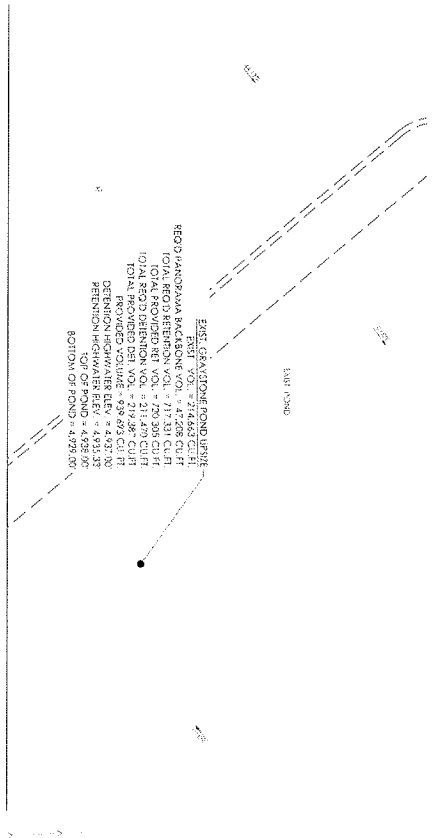 EXIST. GRAYSTONE POND UPSIZE
EXIST. VOL. = 214,663 CU.FT.
REQ'D PANORAMA BACKBONE VOL. = 47,208 CU.FT.
TOTAL REQ'D RETENTION VOL. = 717,331 CU.FT.
TOTAL PROVIDED RET. VOL. = 720,305 CU.FT.
TOTAL REQ'D DETENTION VOL. = 211,470 CU.FT.
TOTAL PROVIDED DET. VOL. = 219,387 CU.FT.
PROVIDED VOLUME = 939,693 CU.FT.
DETENTION HIGHWATER ELEV. = 4,937.00'
RETENTION HIGHWATER ELEV. = 4,935.33'
TOP OF POND = 4,938.00'
BOTTOM OF POND = 4,929.00'
EXIST POND